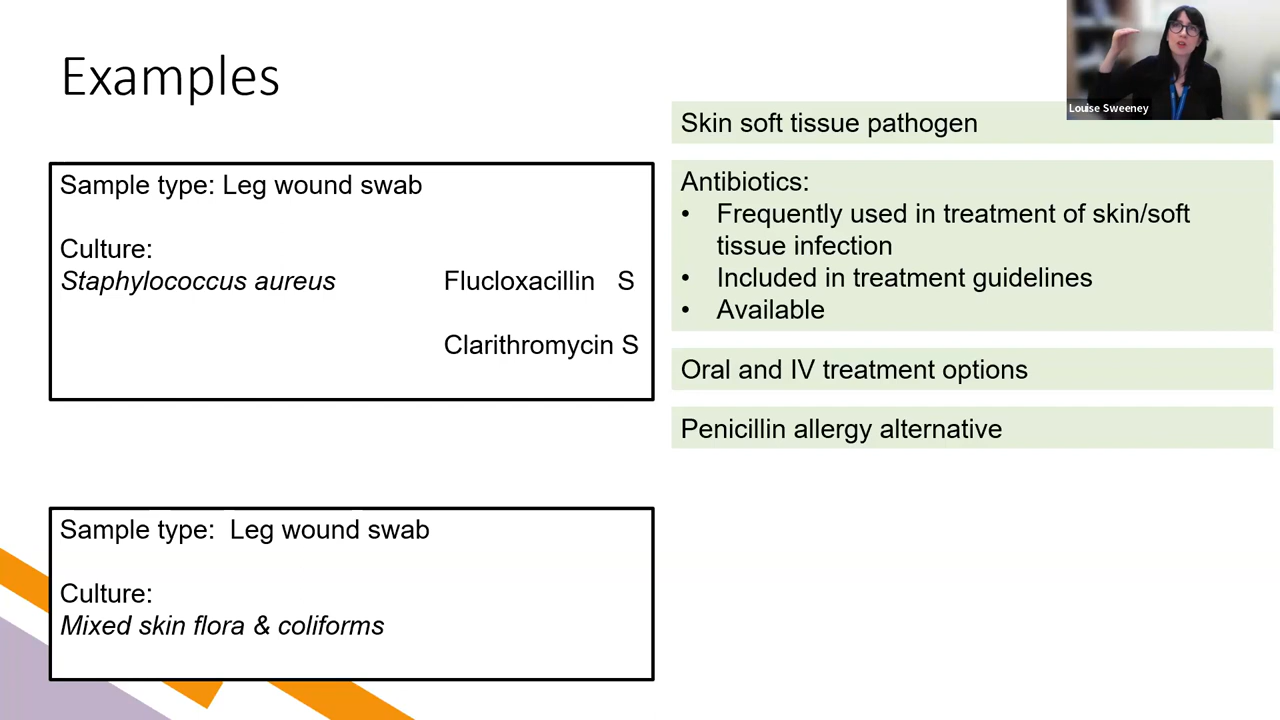 Examples
Louise Sweeney
Sample type: Leg wound swab
Culture:
Staphylococcus aureus Flucloxacillin S
Clarithromycin S
Skin soft tissue pathogen
Antibiotics:
• Frequently used in treatment of skin/soft
tissue infection
• Included in treatment guidelines
• Available
Oral and IV treatment options
Penicillin allergy alternative
Sample type: Leg wound swab
Culture:
Mixed skin flora & coliforms